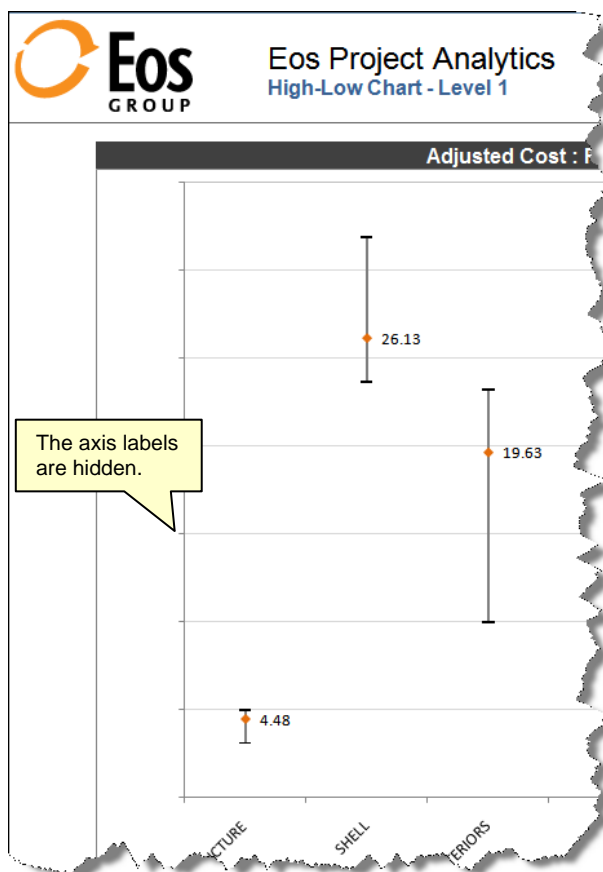 Eos
GROUP
Eos Project Analytics
High-Low Chart - Level 1
Adjusted Cost :
26.13
The axis labels
are hidden.
19.63
4.48
SHELL